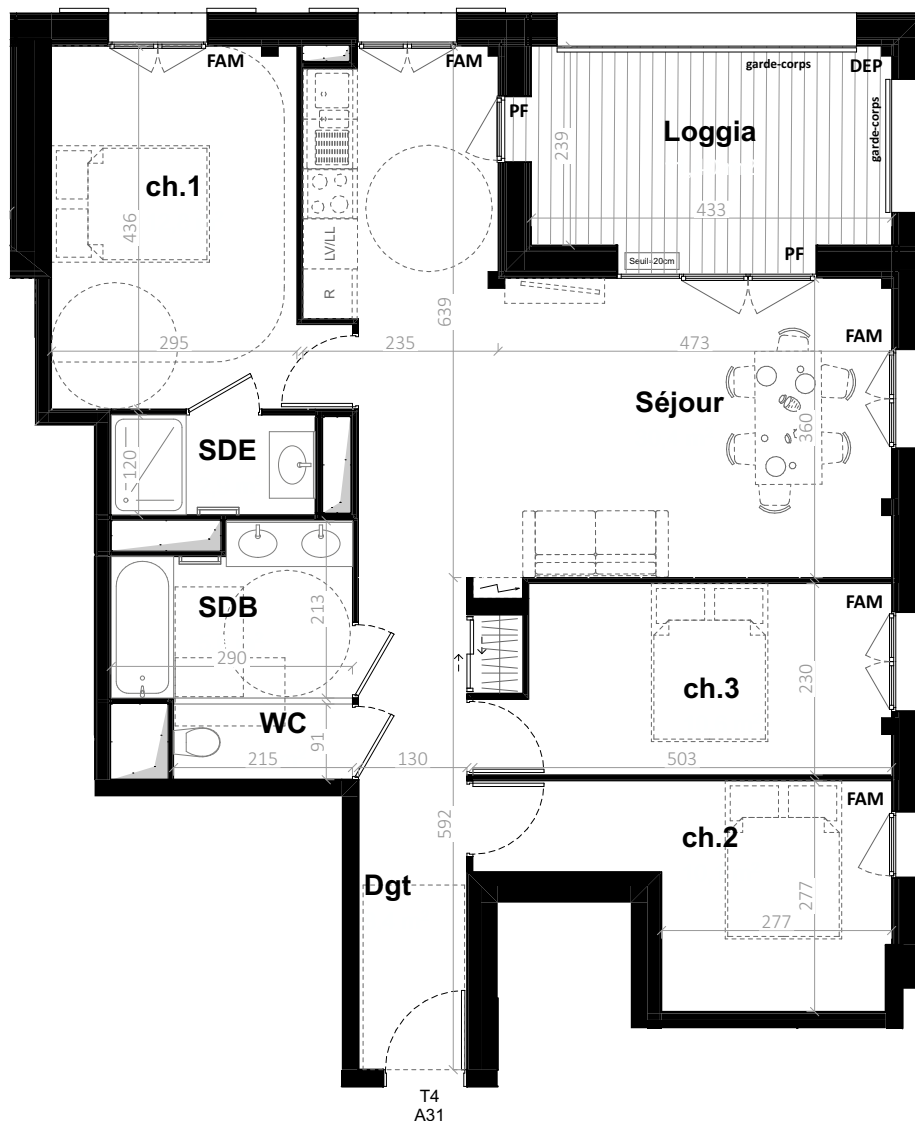 FAM
FAM
garde-corps
DEP
PF
Loggia
garde-corps
239
ch.1
436
433
LV/LL
Seuil=20cm
PF
R
639
295
235
473
FAM
Séjour
360
SDE
120
SDB
213
290
FAM
ch.3
230
WC
91
215
130
503
FAM
592
ch.2
Dgt
277
277
T4
A31